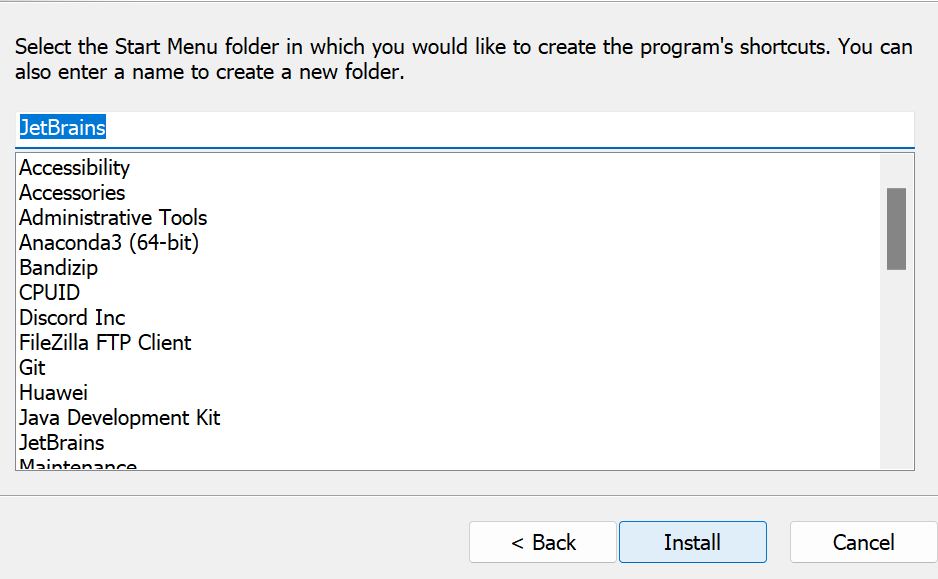 Select the Start Menu folder in which you would like to create the program's shortcuts. You can
also enter a name to create a new folder.
JetBrains
Accessibility
Accessories
Administrative Tools
Anaconda3 (64-bit)
Bandizip
CPUID
Discord Inc
FileZilla FTP Client
Git
Huawei
Java Development Kit
JetBrains
Maintenance
< Back
Install
Cancel